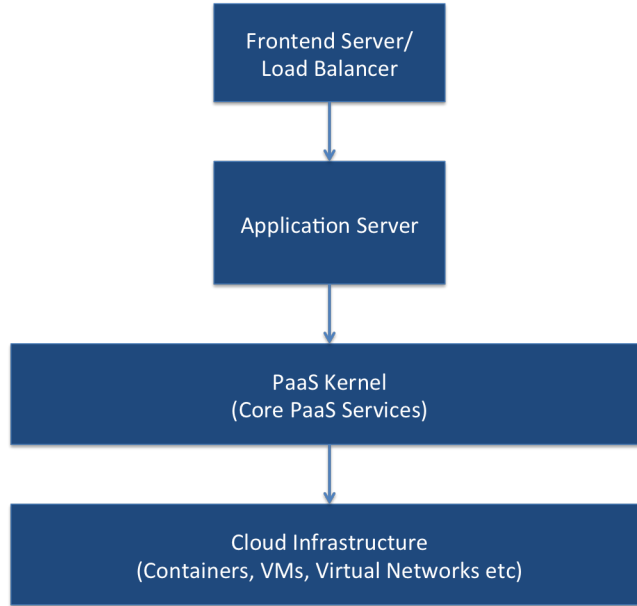 Frontend Server/
Load Balancer
Application Server
PaaS Kernel
(Core PaaS Services)
Cloud Infrastructure
(Containers, VMs, Virtual Networks etc)